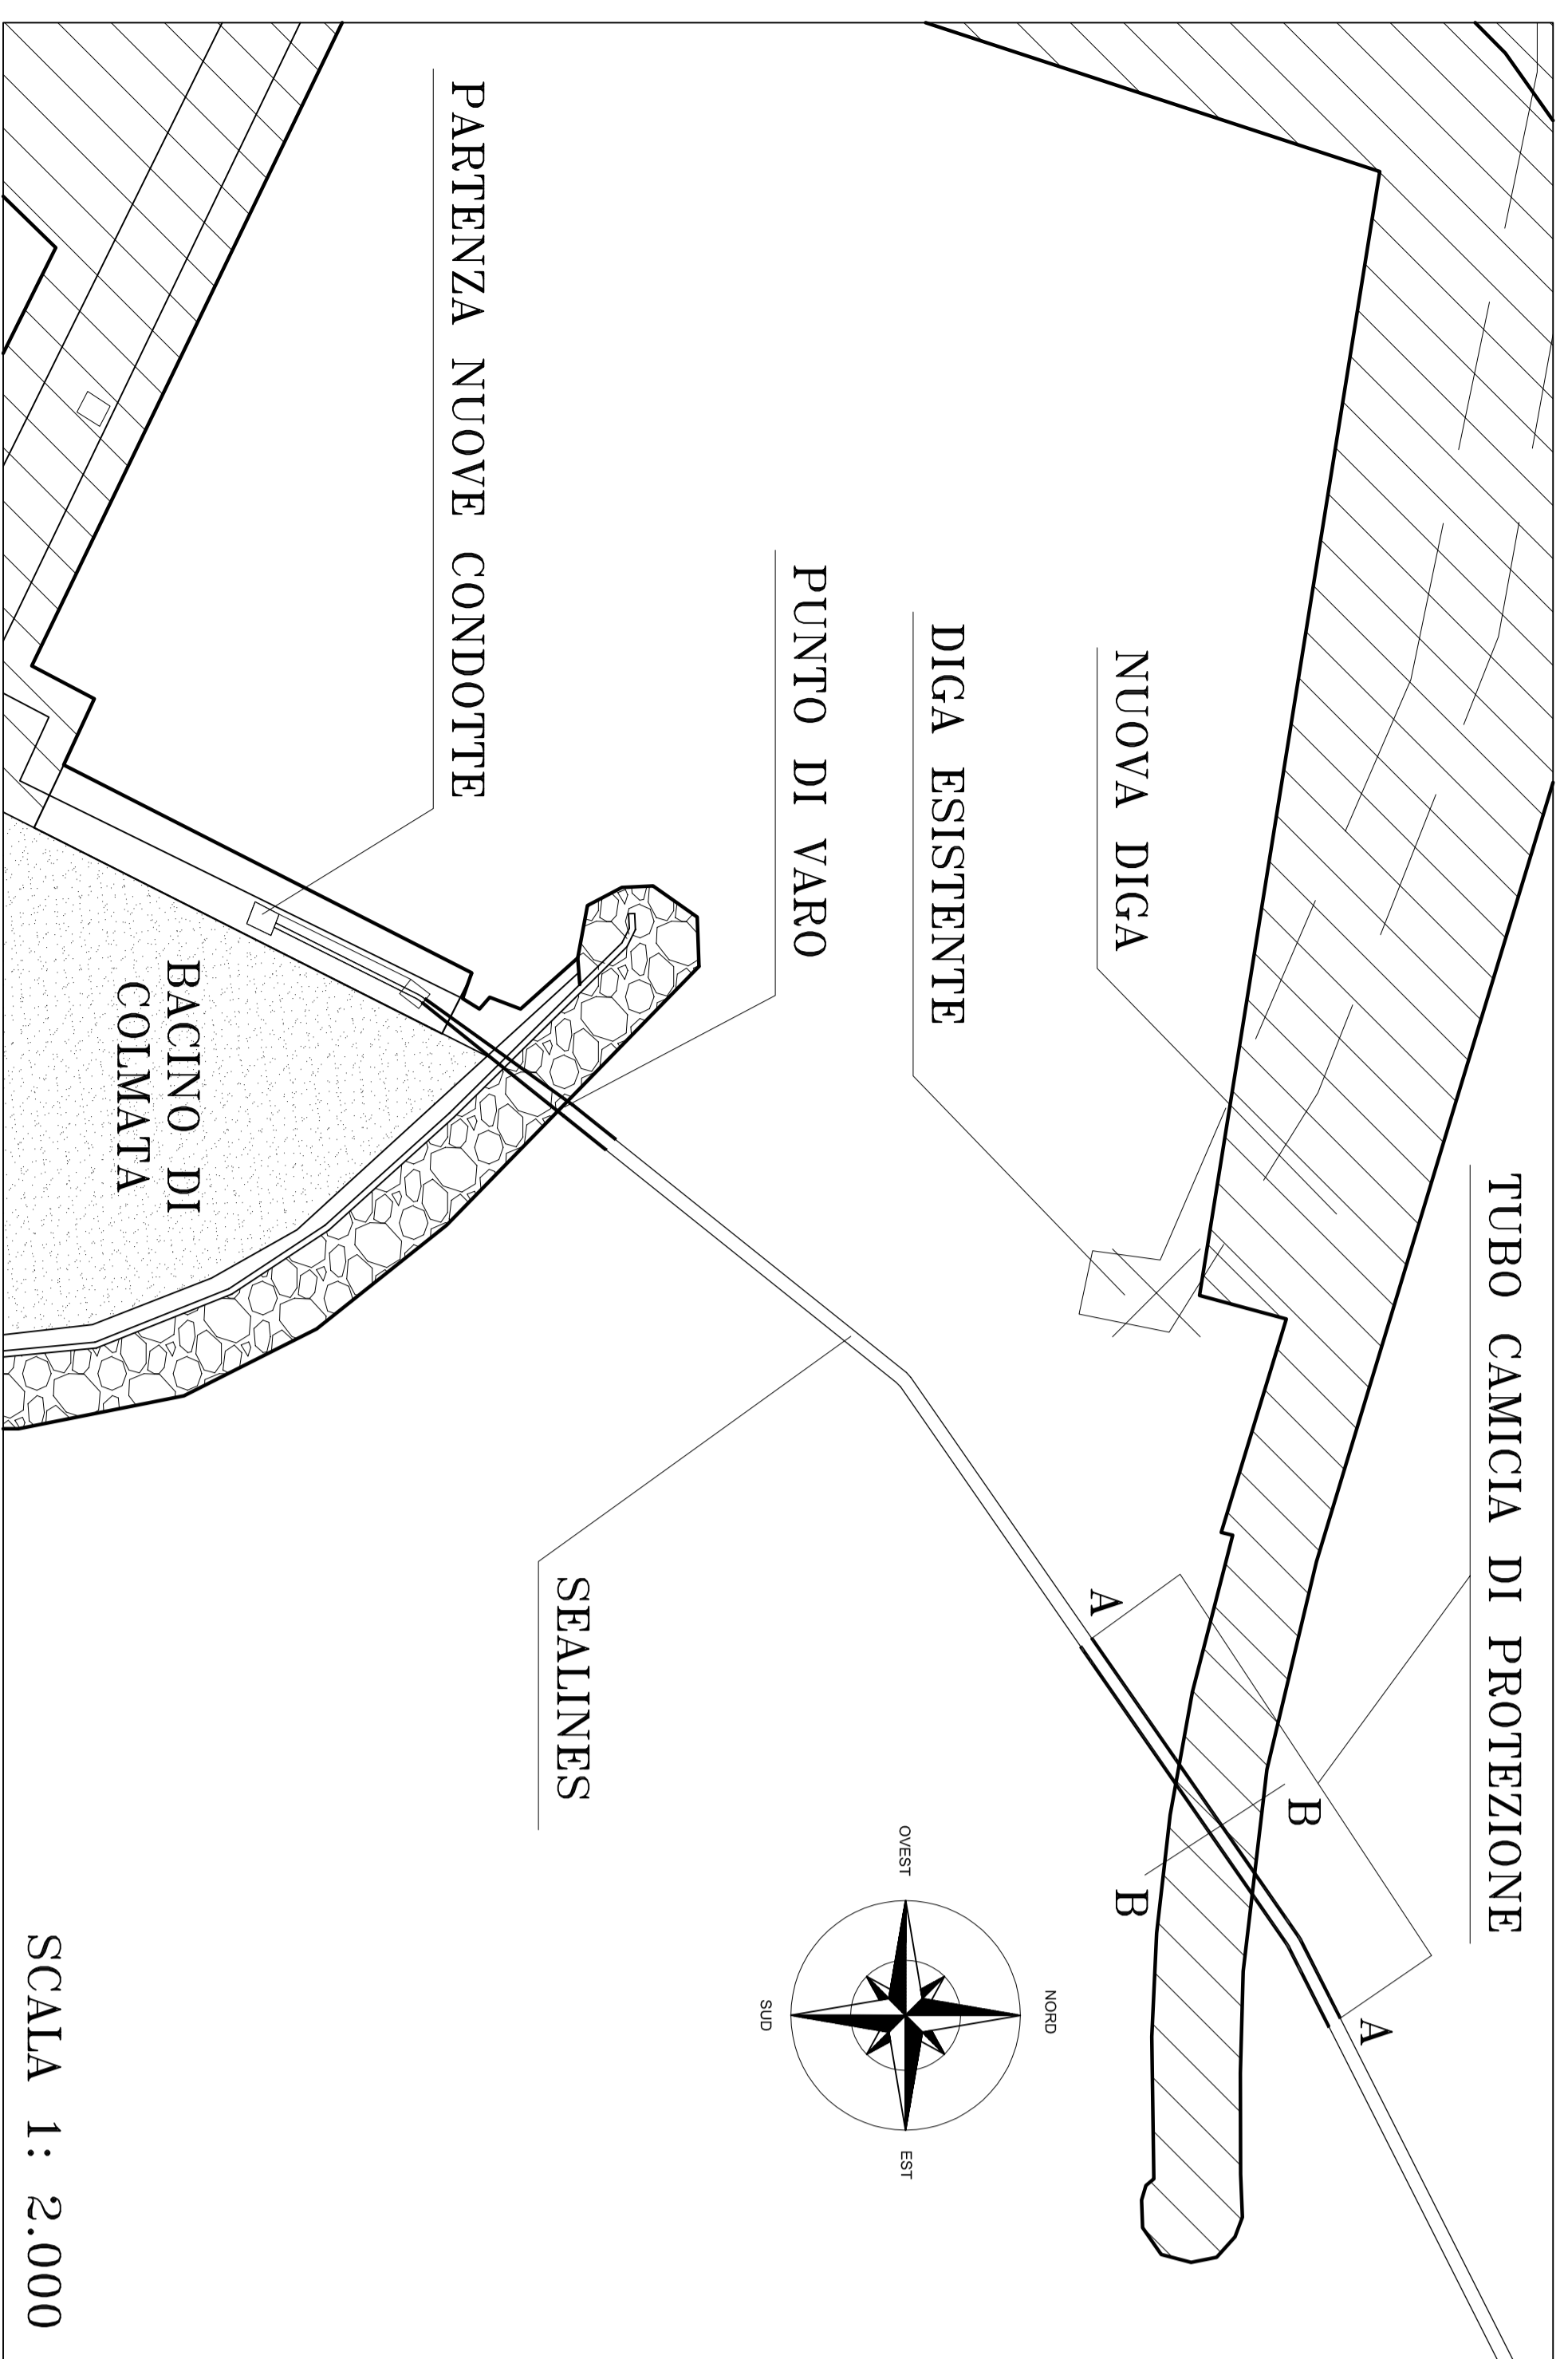 TUBO CAMICIA DI PROTEZIONE
A
B
NUOVA DIGA
B
A
NORD
DIGA ESISTENTE
OVEST
EST
PUNTO DI VARO
SUD
SEALINES
PARTENZA NUOVE CONDOTTE
BACINO DI
COLMATA
SCALA 1: 2.000